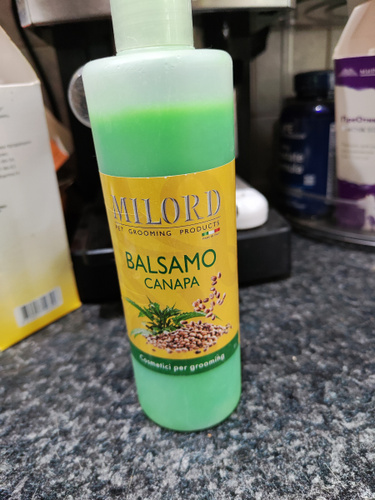 MILORD
PET GROOMING PRODUCTS
BALSAMO
CANAPA
Cosmetici per grooming